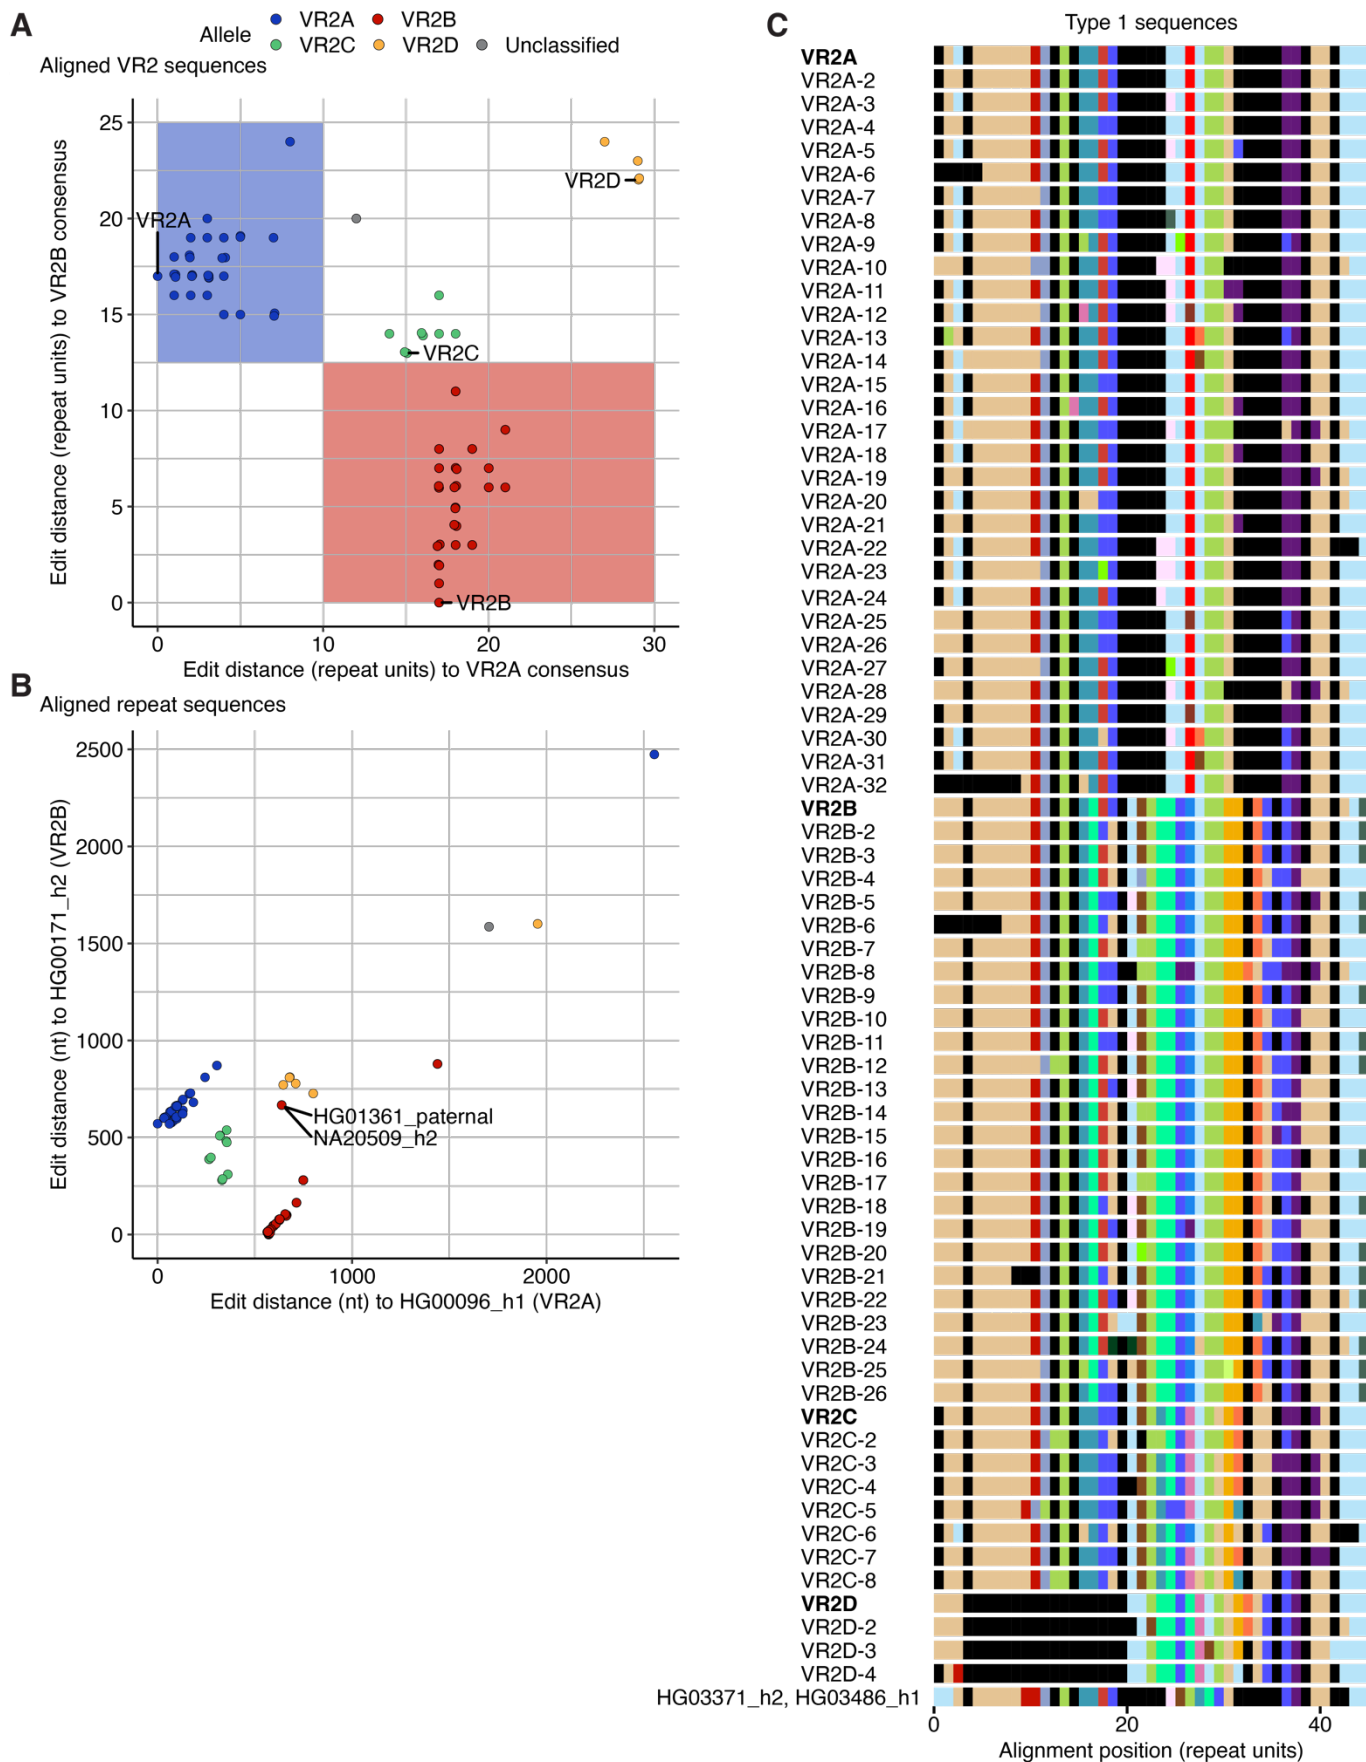 A
Allele
VR2A
VR2B
VR2C
VR2D
Unclassified
Aligned VR2 sequences
Edit distance (repeat units) to VR2B consensus
25
20
15
10
5
0
VR2A
VR2D
VR2C
VR2B
0
10
20
30
Edit distance (repeat units) to VR2A consensus
B
Aligned repeat sequences
Edit distance (nt) to HG00171_h2 (VR2B)
2500
2000
1500
1000
500
0
HG01361_paternal
NA20509_h2
0
1000
2000
Edit distance (nt) to HG00096_h1 (VR2A)
C
Type 1 sequences
VR2A
VR2A-2
VR2A-3
VR2A-4
VR2A-5
VR2A-6
VR2A-7
VR2A-8
VR2A-9
VR2A-10
VR2A-11
VR2A-12
VR2A-13
VR2A-14
VR2A-15
VR2A-16
VR2A-17
VR2A-18
VR2A-19
VR2A-20
VR2A-21
VR2A-22
VR2A-23
VR2A-24
VR2A-25
VR2A-26
VR2A-27
VR2A-28
VR2A-29
VR2A-30
VR2A-31
VR2A-32
VR2B
VR2B-2
VR2B-3
VR2B-4
VR2B-5
VR2B-6
VR2B-7
VR2B-8
VR2B-9
VR2B-10
VR2B-11
VR2B-12
VR2B-13
VR2B-14
VR2B-15
VR2B-16
VR2B-17
VR2B-18
VR2B-19
VR2B-20
VR2B-21
VR2B-22
VR2B-23
VR2B-24
VR2B-25
VR2B-26
VR2C
VR2C-2
VR2C-3
VR2C-4
VR2C-5
VR2C-6
VR2C-7
VR2C-8
VR2D
VR2D-2
VR2D-3
VR2D-4
HG03371_h2, HG03486_h1
0
20
40
Alignment position (repeat units)